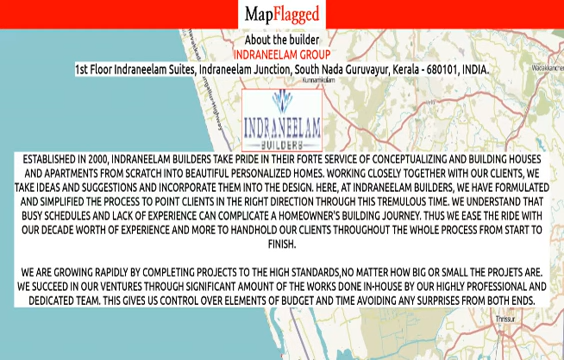 MapFlagged
About the builder
INDRANEELAM GROUP
1st Floor Indraneelam Suites, Indraneelam Junction, South Nada Guruvayur, Kerala - 680101, INDIA.
Kunnamkulam
INDRANEELAM
BUILDERS
ESTABLISHED IN 2000, INDRANEELAM BUILDERS TAKE PRIDE IN THEIR FORTE SERVICE OF CONCEPTUALIZING AND BUILDING HOUSES
AND APARTMENTS FROM SCRATCH INTO BEAUTIFUL PERSONALIZED HOMES. WORKING CLOSELY TOGETHER WITH OUR CLIENTS, WE
TAKE IDEAS AND SUGGESTIONS AND INCORPORATE THEM INTO THE DESIGN. HERE, AT INDRANEELAM BUILDERS, WE HAVE FORMULATED
AND SIMPLIFIED THE PROCESS TO POINT CLIENTS IN THE RIGHT DIRECTION THROUGH THIS TREMULOUS TIME. WE UNDERSTAND THAT
BUSY SCHEDULES AND LACK OF EXPERIENCE CAN COMPLICATE A HOMEOWNER'S BUILDING JOURNEY. THUS WE EASE THE RIDE WITH
OUR DECADE WORTH OF EXPERIENCE AND MORE TO HANDHOLD OUR CLIENTS THROUGHOUT THE WHOLE PROCESS FROM START TO
FINISH.
WE ARE GROWING RAPIDLY BY COMPLETING PROJECTS TO THE HIGH STANDARDS,NO MATTER HOW BIG OR SMALL THE PROJETS ARE.
WE SUCCEED IN OUR VENTURES THROUGH SIGNIFICANT AMOUNT OF THE WORKS DONE IN-HOUSE BY OUR HIGHLY PROFESSIONAL AND
DEDICATED TEAM. THIS GIVES US CONTROL OVER ELEMENTS OF BUDGET AND TIME AVOIDING ANY SURPRISES FROM BOTH ENDS.
Thrissur